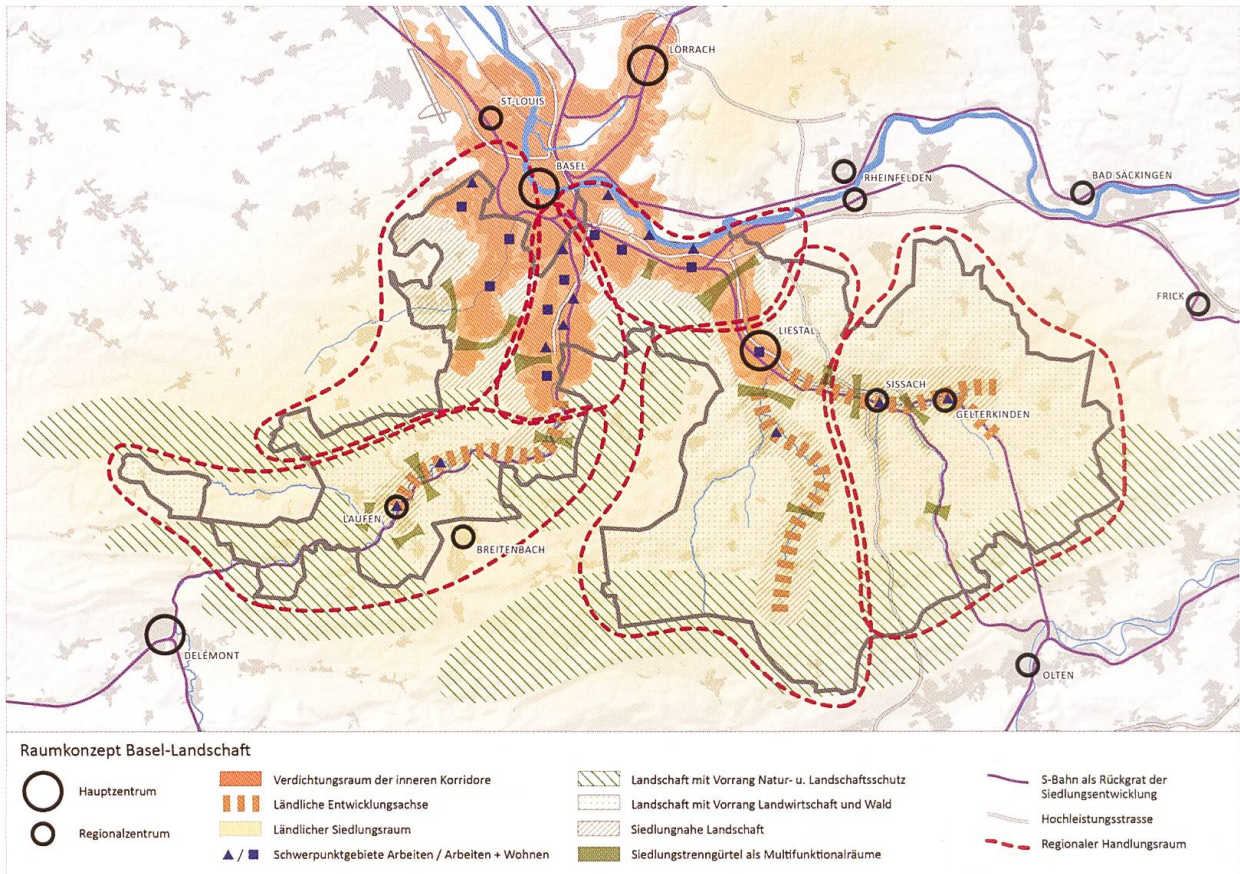 LÖRRACH
ST-LOUIS
BASEL
RHEINFELDEN
BAD SÄCKINGEN
FRICK
LIESTAL
SISSACH
GELTERKINDEN
LAUFEN
BREITENBACH
DELÉMONT
OLTEN
Raumkonzept Basel-Landschaft
Hauptzentrum
Regionalzentrum
Verdichtungsraum der inneren Korridore
Ländliche Entwicklungsachse
Ländlicher Siedlungsraum
Schwerpunktgebiete Arbeiten / Arbeiten + Wohnen
Landschaft mit Vorrang Natur- u. Landschaftsschutz
Landschaft mit Vorrang Landwirtschaft und Wald
Siedlungnahe Landschaft
Siedlungstrenngürtel als Multifunktionalräume
S-Bahn als Rückgrat der
Siedlungsentwicklung
Hochleistungsstrasse
Regionaler Handlungsraum